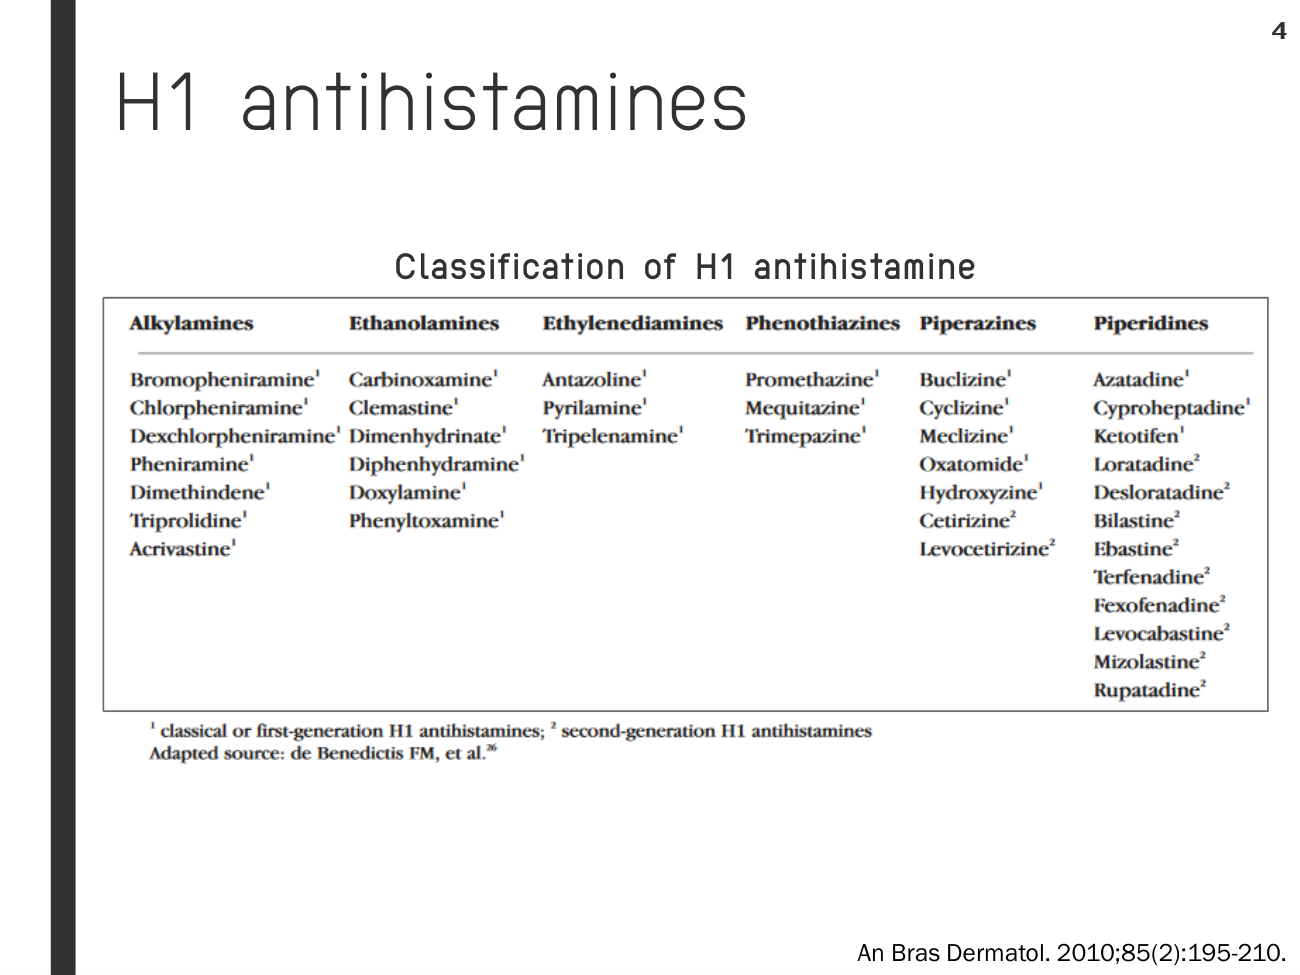 4
H1 antihistamines
Classification of H1 antihistamine
Alkylamines Ethanolamines Ethylenediamines Phenothiazines Piperazines Piperidines
Bromopheniramine¹ Carbinoxamine¹ Antazoline¹ Promethazine¹ Buclizine¹ Azatadine¹
Chlorpheniramine¹ Clemastine¹ Pyrilamine¹ Mequitazine¹ Cyclizine¹ Cyproheptadine¹
Dexchlorpheniramine¹ Dimenhydrinate¹ Tripelenamine¹ Trimepazine¹ Meclizine¹ Ketotifen¹
Pheniramine¹ Diphenhydramine¹ Oxatomide¹ Loratadine²
Dimethindene¹ Doxylamine¹ Hydroxyzine¹ Desloratadine²
Triprolidine¹ Phenyltoxamine¹ Cetirizine² Bilastine²
Acrivastine¹ Levocetirizine² Ebastine²
Terfenadine²
Fexofenadine²
Levocabastine²
Mizolastine²
Rupatadine²
¹ classical or first-generation H1 antihistamines; ² second-generation H1 antihistamines
Adapted source: de Benedictis FM, et al.²⁶
An Bras Dermatol. 2010;85(2):195-210.